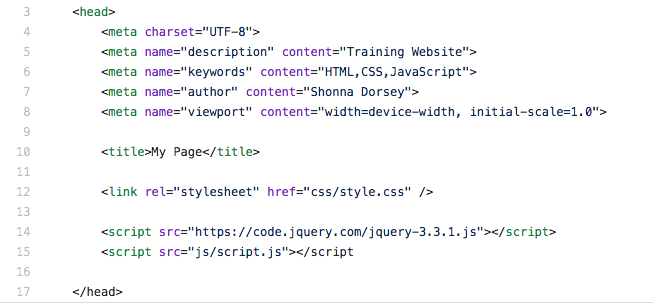 3 <head>
4 <meta charset="UTF-8">
5 <meta name="description" content="Training Website">
6 <meta name="keywords" content="HTML,CSS,JavaScript">
7 <meta name="author" content="Shonna Dorsey">
8 <meta name="viewport" content="width=device-width, initial-scale=1.0">
9
10 <title>My Page</title>
11
12 <link rel="stylesheet" href="css/style.css" />
13
14 <script src="https://code.jquery.com/jquery-3.3.1.js"></script>
15 <script src="js/script.js"></script
16
17 </head>